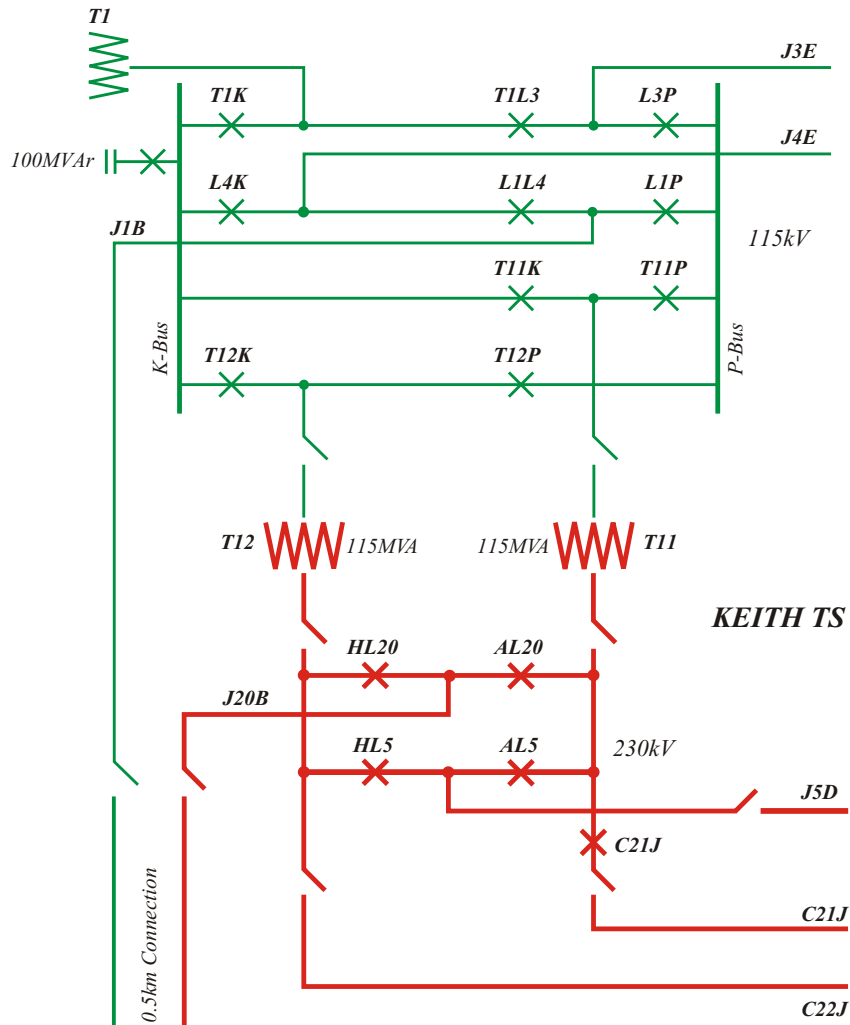 T1
J3E
T1K
T1L3
L3P
100MVAr
J4E
L4K
L1L4
L1P
J1B
115kV
T11K
T11P
K-Bus
P-Bus
T12K
T12P
T12
115MVA
115MVA
T11
KEITH TS
HL20
AL20
J20B
HL5
AL5
230kV
J5D
C21J
0.5km Connection
C21J
C22J